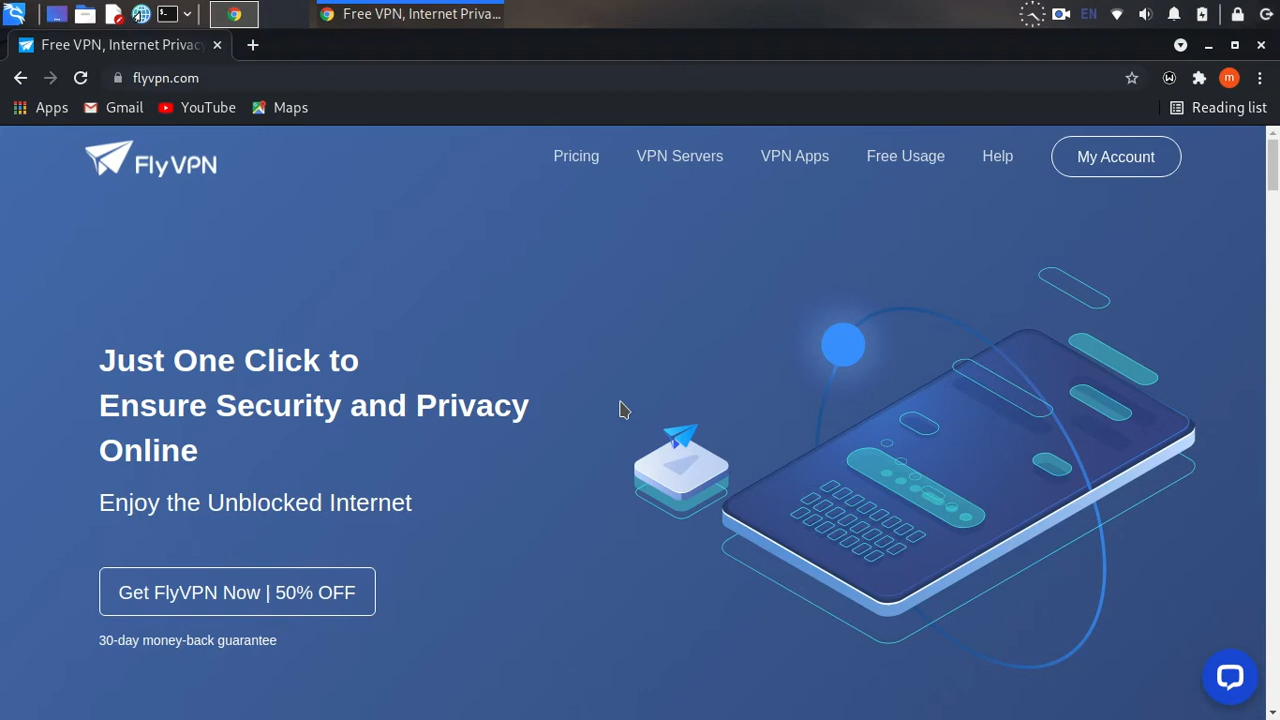 Free VPN, Internet Priva...
EN
Free VPN, Internet Privacy
flyvpn.com
m
Apps
Gmail
YouTube
Maps
Reading list
FlyVPN
Pricing
VPN Servers
VPN Apps
Free Usage
Help
My Account
Just One Click to
Ensure Security and Privacy
Online
Enjoy the Unblocked Internet
Get FlyVPN Now | 50% OFF
30-day money-back guarantee